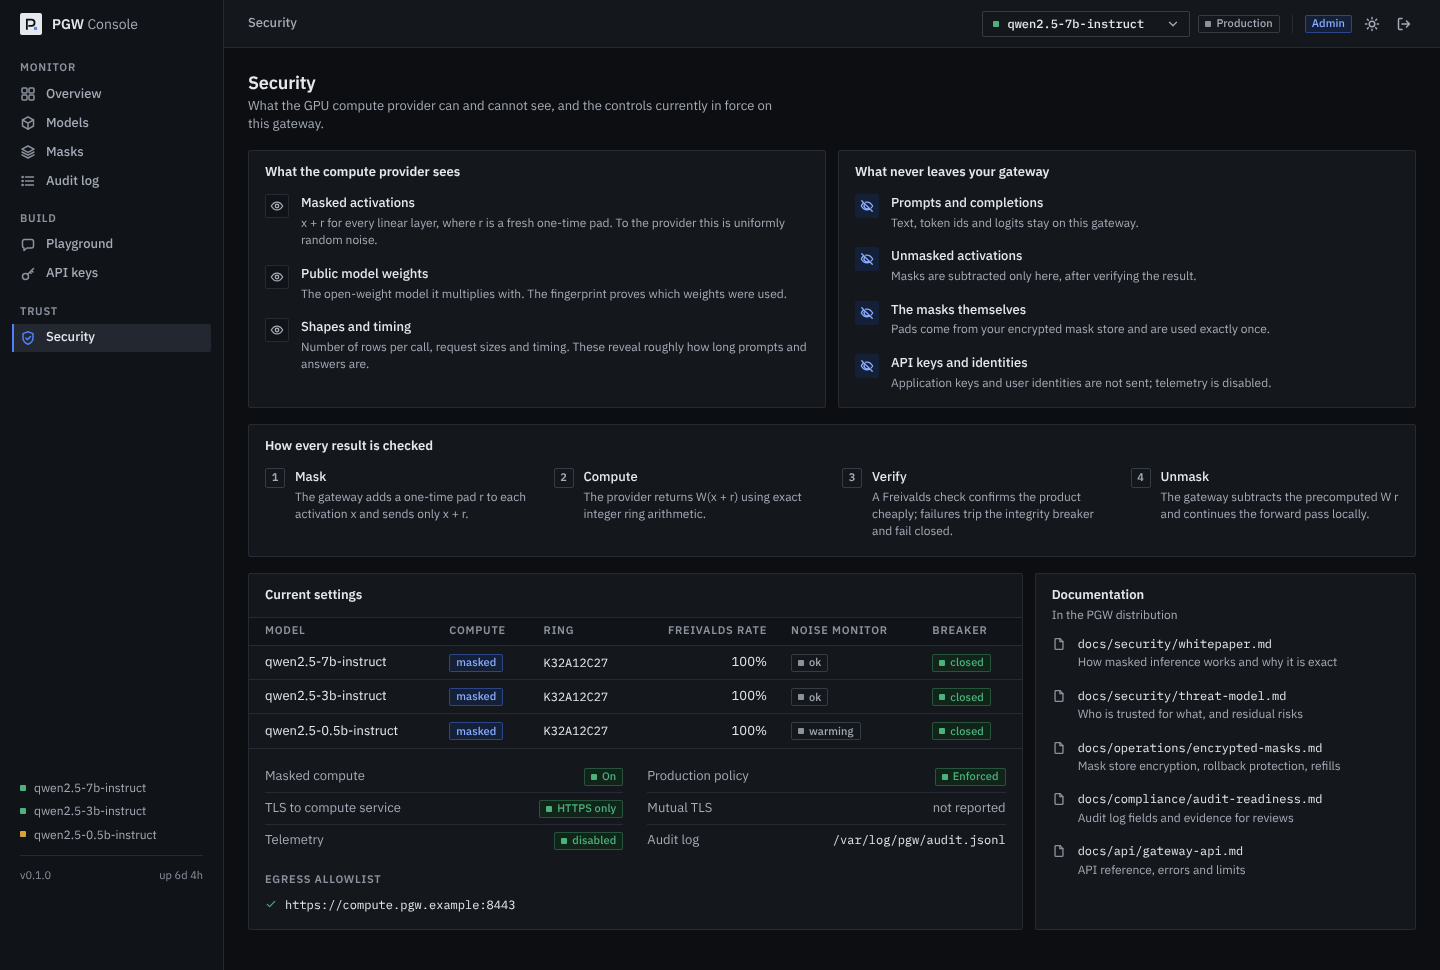 PGW Console
MONITOR
Overview
Models
Masks
Audit log
BUILD
Playground
API keys
TRUST
Security
qwen2.5-7b-instruct
qwen2.5-3b-instruct
qwen2.5-0.5b-instruct
v0.1.0 up 6d 4h
Security
qwen2.5-7b-instruct
Production
Admin
Security
What the GPU compute provider can and cannot see, and the controls currently in force on
this gateway.
What the compute provider sees
Masked activations
x + r for every linear layer, where r is a fresh one-time pad. To the provider this is uniformly
random noise.
Public model weights
The open-weight model it multiplies with. The fingerprint proves which weights were used.
Shapes and timing
Number of rows per call, request sizes and timing. These reveal roughly how long prompts and
answers are.
What never leaves your gateway
Prompts and completions
Text, token ids and logits stay on this gateway.
Unmasked activations
Masks are subtracted only here, after verifying the result.
The masks themselves
Pads come from your encrypted mask store and are used exactly once.
API keys and identities
Application keys and user identities are not sent; telemetry is disabled.
How every result is checked
1 Mask
The gateway adds a one-time pad r to each
activation x and sends only x + r.
2 Compute
The provider returns W(x + r) using exact
integer ring arithmetic.
3 Verify
A Freivalds check confirms the product
cheaply; failures trip the integrity breaker
and fail closed.
4 Unmask
The gateway subtracts the precomputed W r
and continues the forward pass locally.
Current settings
MODEL COMPUTE RING FREIVALDS RATE NOISE MONITOR BREAKER
qwen2.5-7b-instruct masked K32A12C27 100% ok closed
qwen2.5-3b-instruct masked K32A12C27 100% ok closed
qwen2.5-0.5b-instruct masked K32A12C27 100% warming closed
Masked compute On
Production policy Enforced
TLS to compute service HTTPS only
Mutual TLS not reported
Telemetry disabled
Audit log /var/log/pgw/audit.jsonl
EGRESS ALLOWLIST
https://compute.pgw.example:8443
Documentation
In the PGW distribution
docs/security/whitepaper.md
How masked inference works and why it is exact
docs/security/threat-model.md
Who is trusted for what, and residual risks
docs/operations/encrypted-masks.md
Mask store encryption, rollback protection, refills
docs/compliance/audit-readiness.md
Audit log fields and evidence for reviews
docs/api/gateway-api.md
API reference, errors and limits